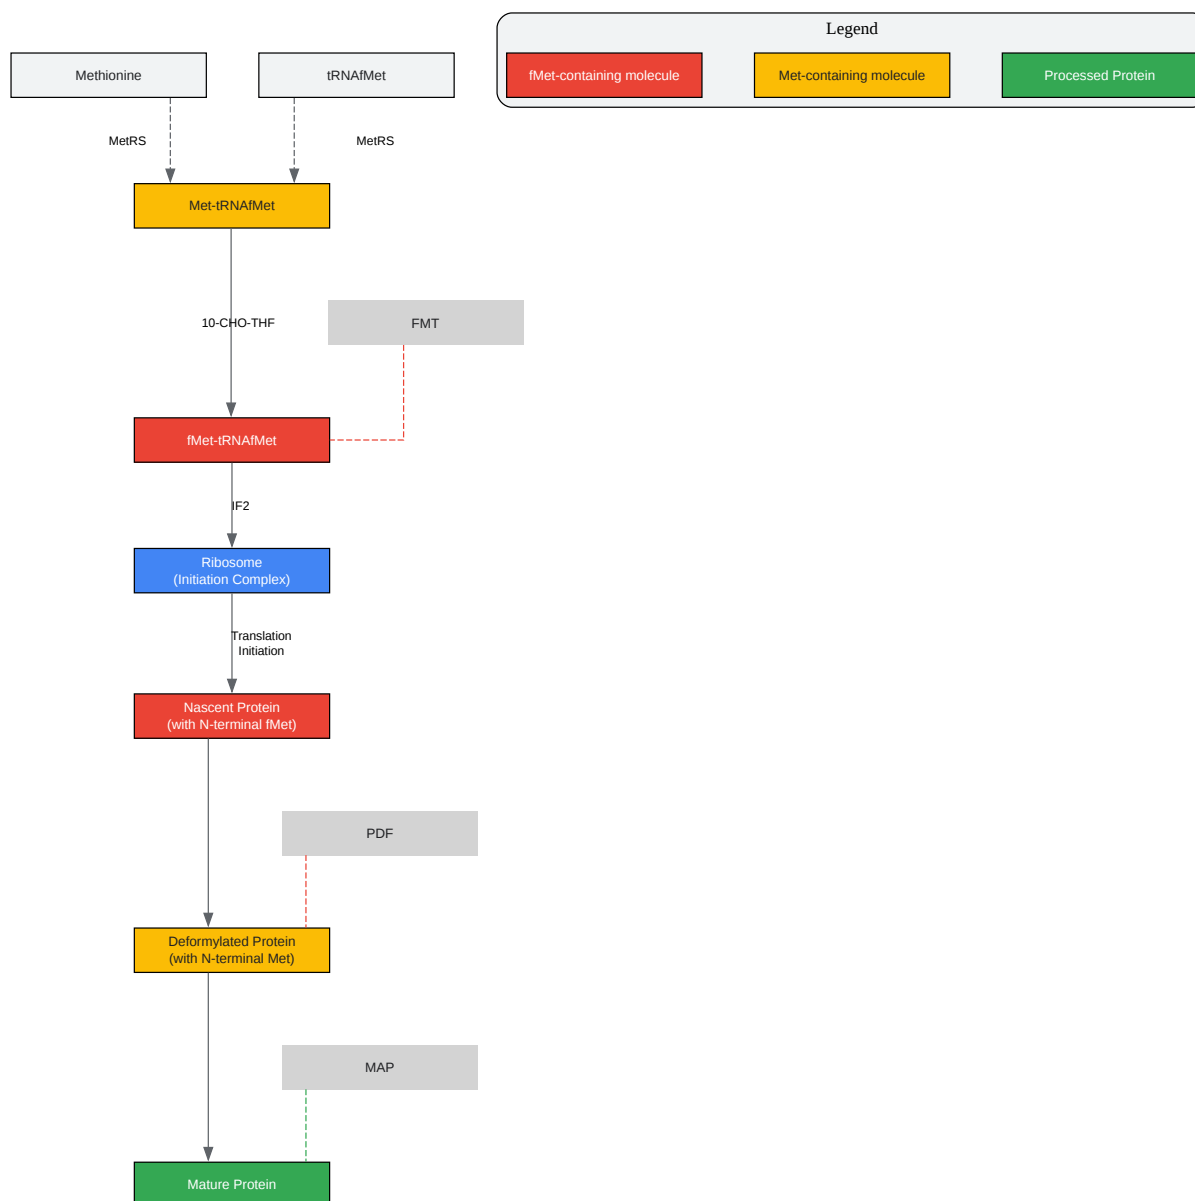 Legend
Methionine
tRNAfMet
fMet-containing molecule
Met-containing molecule
Processed Protein
MetRS
MetRS
Met-tRNAfMet
10-CHO-THF
FMT
fMet-tRNAfMet
IF2
Ribosome
(Initiation Complex)
Translation
Initiation
Nascent Protein
(with N-terminal fMet)
PDF
Deformylated Protein
(with N-terminal Met)
MAP
Mature Protein